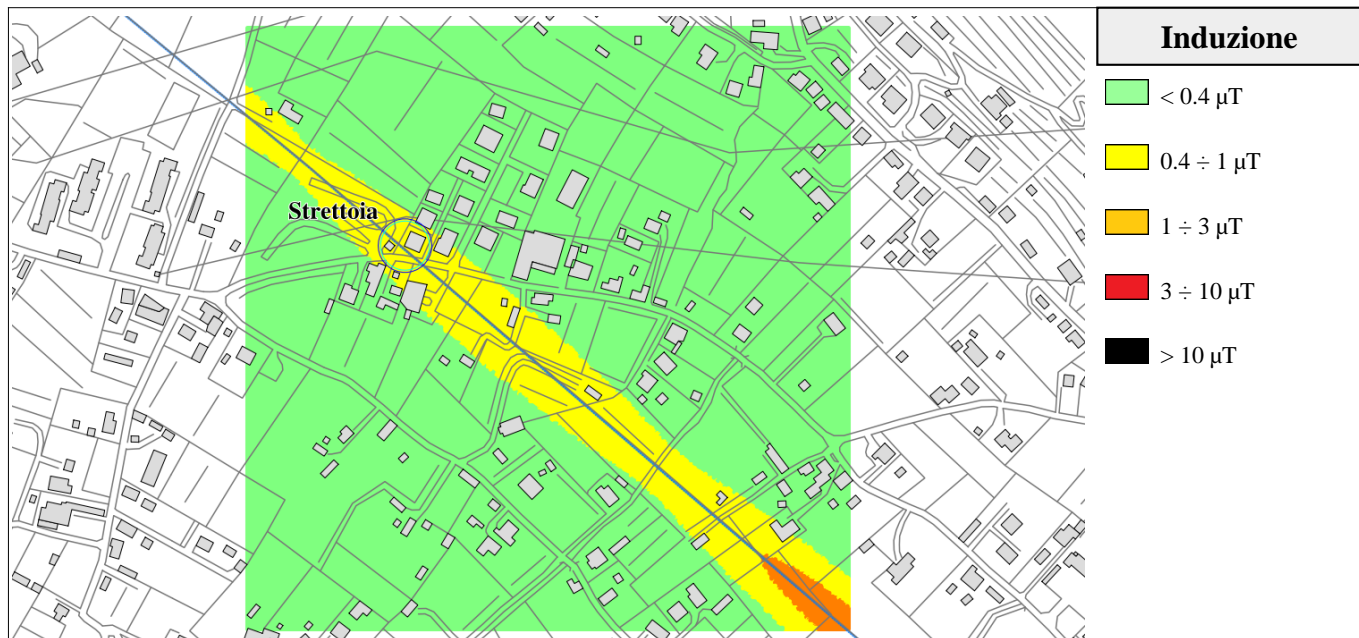 Induzione
< 0.4 µT
0.4 ÷ 1 µT
1 ÷ 3 µT
3 ÷ 10 µT
> 10 µT
Strettoia